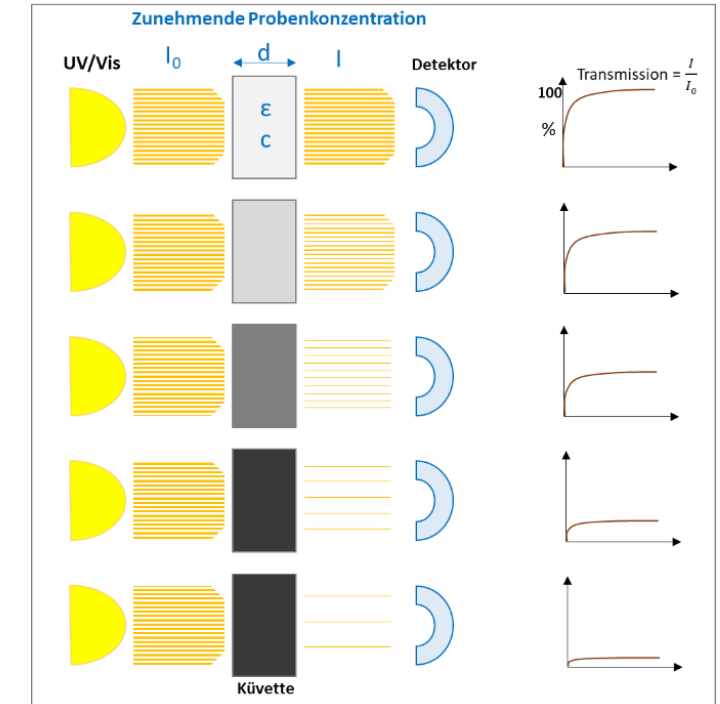 Zunehmende Probenkonzentration
UV/Vis I₀ d I Detektor
Transmission = I/I₀
100
%
ε
c
Küvette